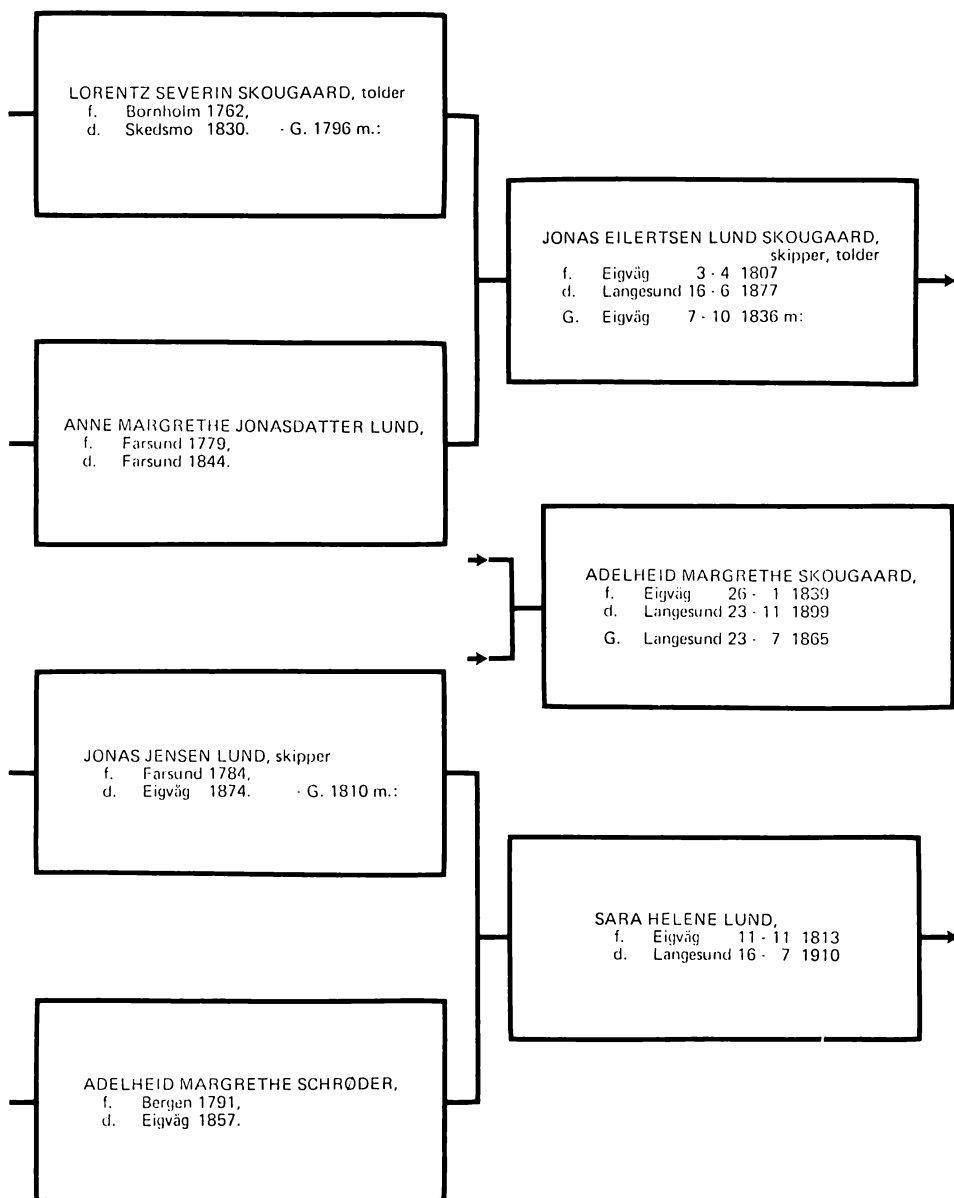 LORENTZ SEVERIN SKOUGAARD, tolder
f. Bornholm 1762,
d. Skedsmo 1830. - G. 1796 m.:
JONAS EILERTSEN LUND SKOUGAARD,
skipper, tolder
f. Eigväg 3 - 4 1807
d. Langesund 16 - 6 1877
G. Eigväg 7 - 10 1836 m:
ANNE MARGRETHE JONASDATTER LUND,
f. Farsund 1779,
d. Farsund 1844.
ADELHEID MARGRETHE SKOUGAARD,
f. Eigväg 26 - 1 1839
d. Langesund 23 - 11 1899
G. Langesund 23 - 7 1865
JONAS JENSEN LUND, skipper
f. Farsund 1784,
d. Eigväg 1874. - G. 1810 m.:
SARA HELENE LUND,
f. Eigväg 11 - 11 1813
d. Langesund 16 - 7 1910
ADELHEID MARGRETHE SCHRØDER,
f. Bergen 1791,
d. Eigväg 1857.